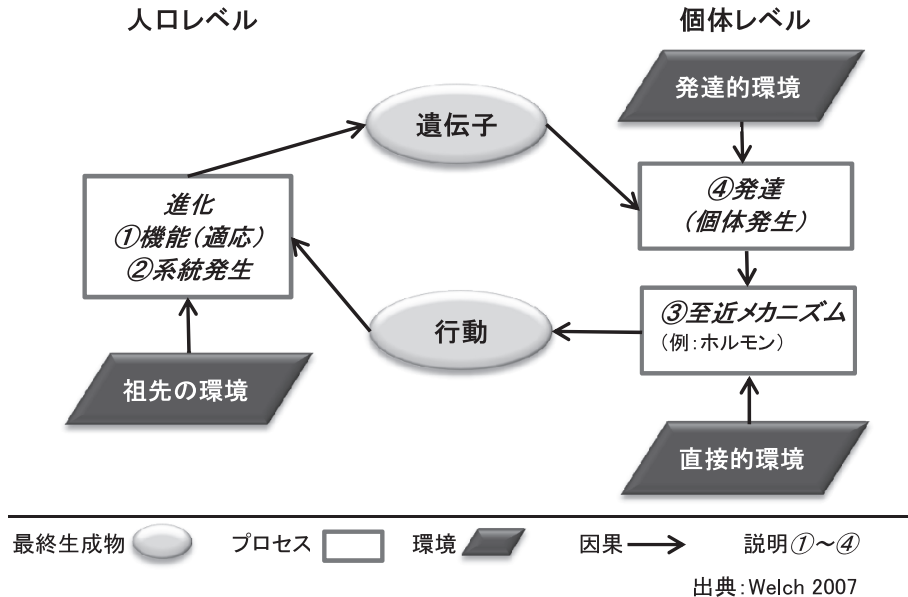 人口レベル
個体レベル
発達的環境
遺伝子
進化
①機能(適応)
②系統発生
④発達
(個体発生)
行動
③至近メカニズム
(例:ホルモン)
祖先の環境
直接的環境
最終生成物
プロセス
環境
因果
説明①~④
出典:Welch 2007